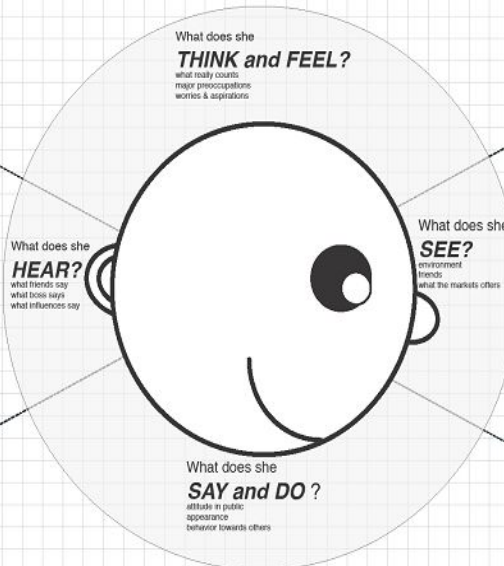 What does she
THINK and FEEL?
what really counts
major preoccupations
worries & aspirations
What does she
HEAR?
what friends say
what boss says
what influences say
What does she
SEE?
environment
friends
what the markets offers
What does she
SAY and DO ?
attitude in public
appearance
behavior towards others